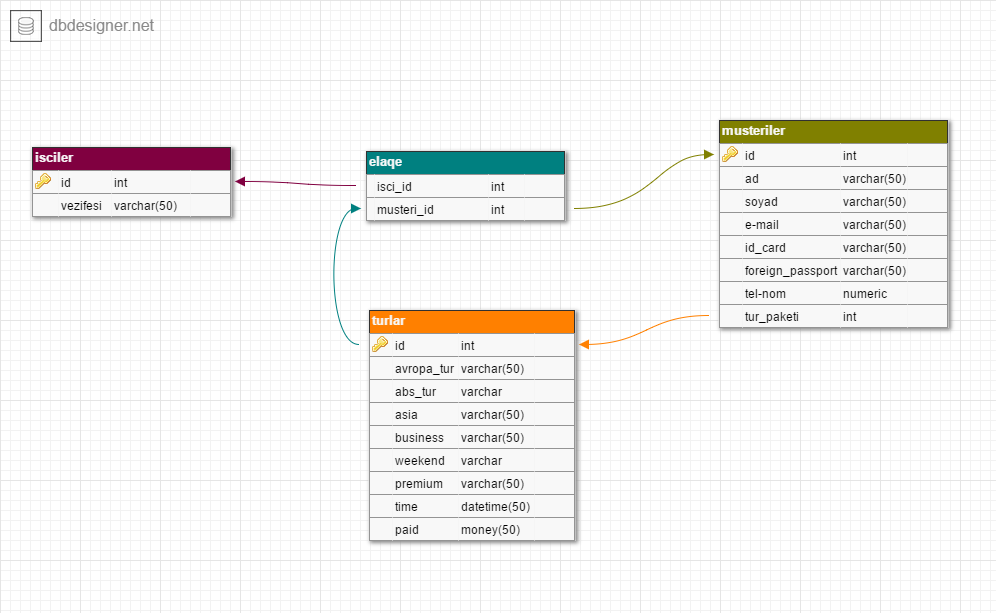 dbdesigner.net
isciler
id int
vezifesi varchar(50)
elaqe
isci_id int
musteri_id int
musteriler
id int
ad varchar(50)
soyad varchar(50)
e-mail varchar(50)
id_card varchar(50)
foreign_passport varchar(50)
tel-nom numeric
tur_paketi int
turlar
id int
avropa_tur varchar(50)
abs_tur varchar
asia varchar(50)
business varchar(50)
weekend varchar
premium varchar(50)
time datetime(50)
paid money(50)